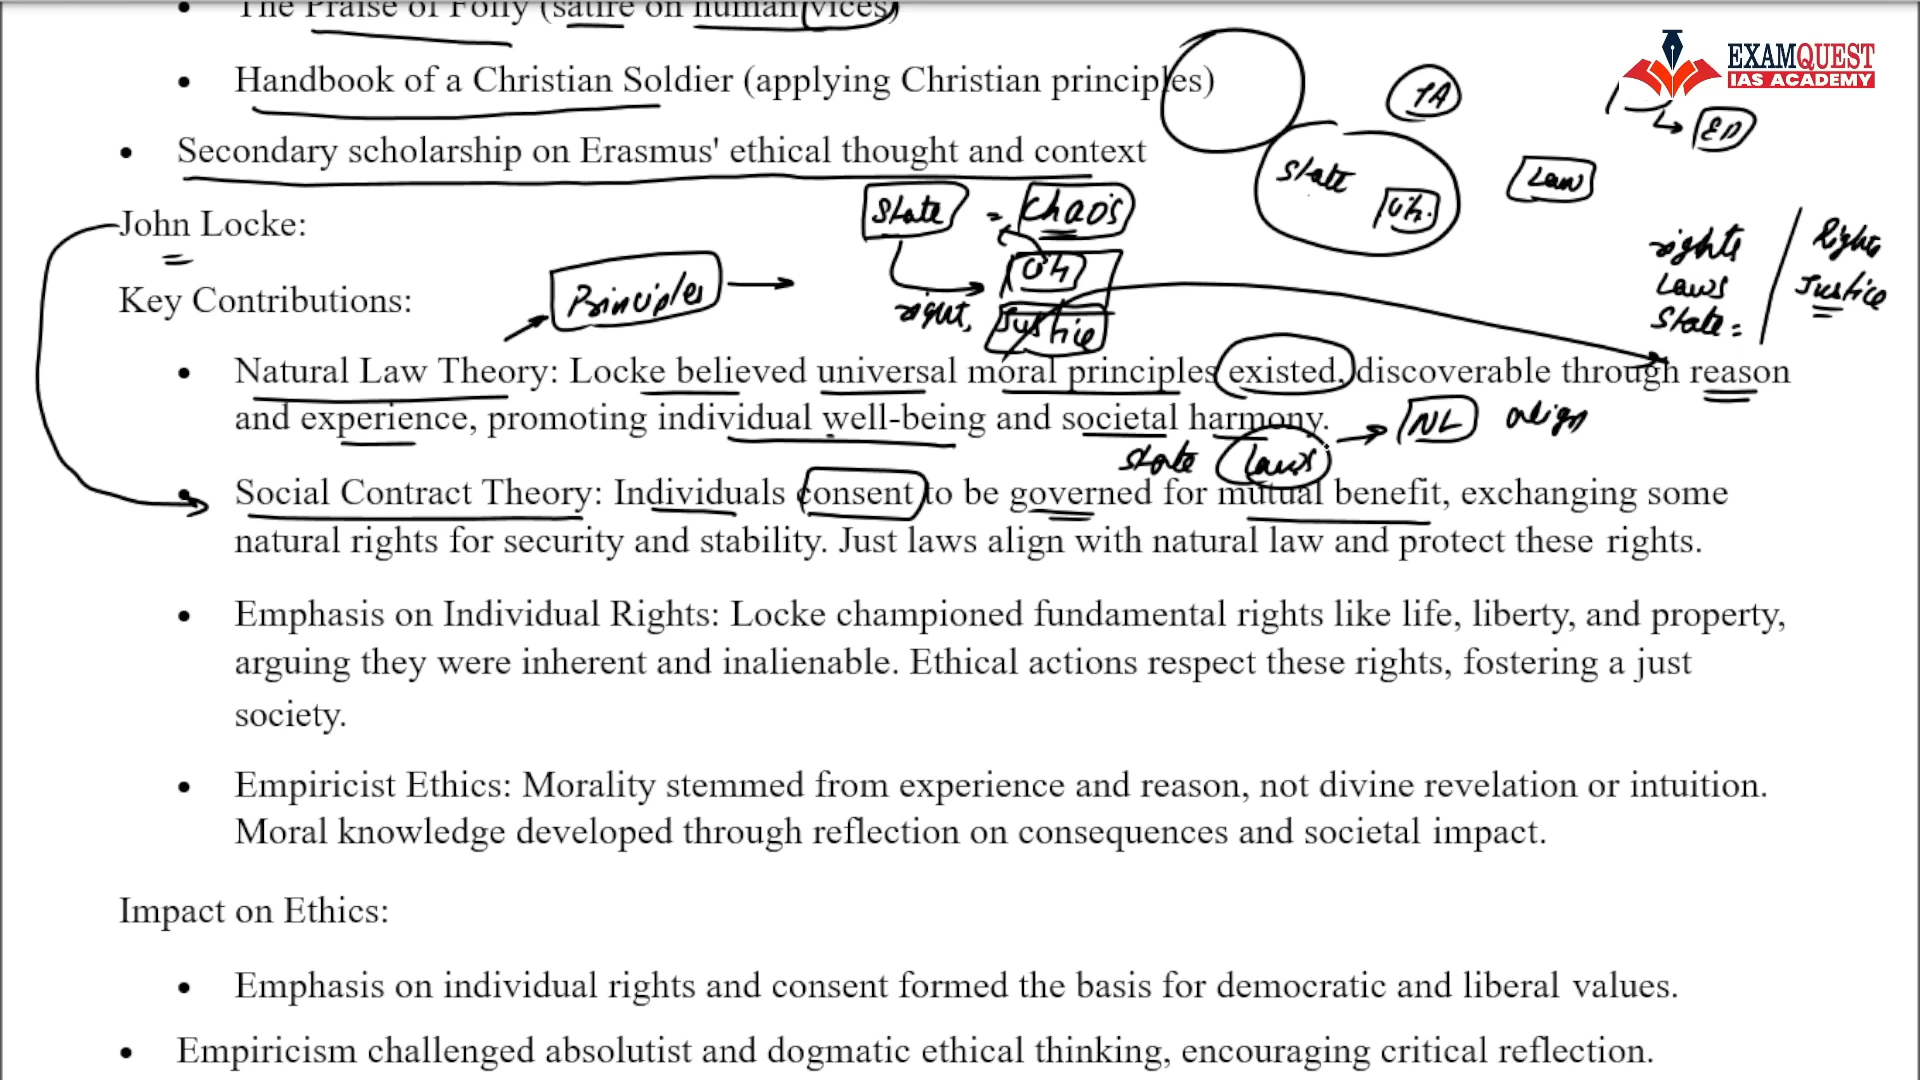 The Praise of Folly (satire on human vices)
EXAMQUEST
IAS ACADEMY
Handbook of a Christian Soldier (applying Christian principles)
IA
ED
Secondary scholarship on Erasmus' ethical thought and context
State
Law
State = Chaos
John Locke:
rights
Laws
State =
Rights
Justice
Principles
right,
Justice
Key Contributions:
Natural Law Theory: Locke believed universal moral principles existed, discoverable through reason
and experience, promoting individual well-being and societal harmony.
NL align
State Laws
Social Contract Theory: Individuals consent to be governed for mutual benefit, exchanging some
natural rights for security and stability. Just laws align with natural law and protect these rights.
Emphasis on Individual Rights: Locke championed fundamental rights like life, liberty, and property,
arguing they were inherent and inalienable. Ethical actions respect these rights, fostering a just
society.
Empiricist Ethics: Morality stemmed from experience and reason, not divine revelation or intuition.
Moral knowledge developed through reflection on consequences and societal impact.
Impact on Ethics:
Emphasis on individual rights and consent formed the basis for democratic and liberal values.
Empiricism challenged absolutist and dogmatic ethical thinking, encouraging critical reflection.